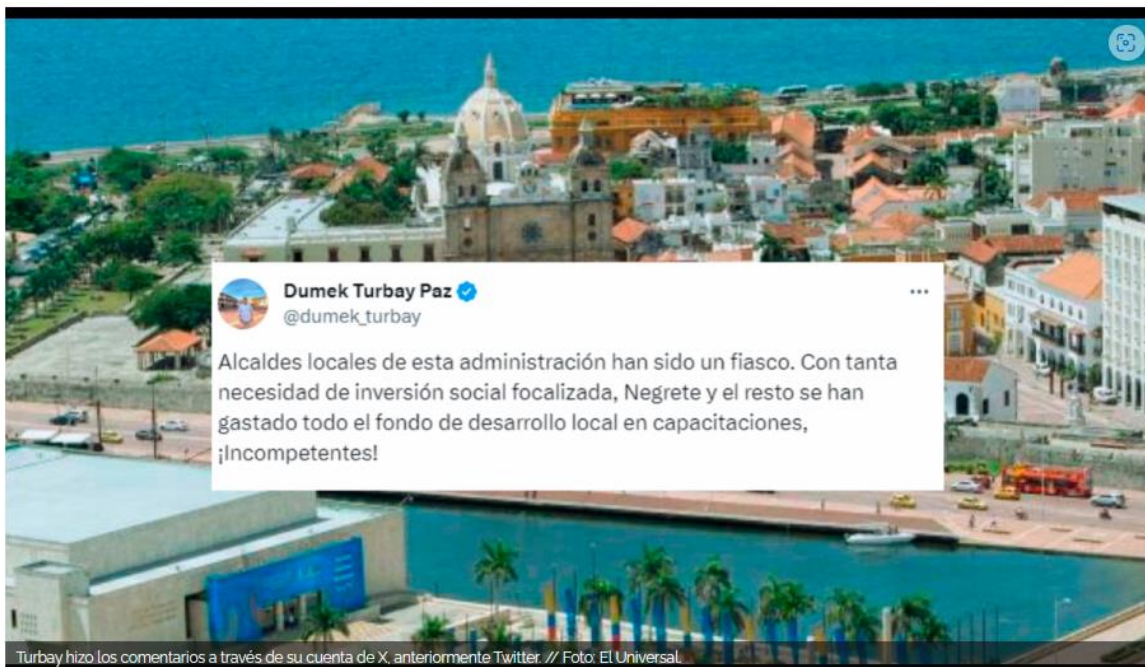 Dumek Turbay Paz
@dumek_turbay
Alcaldes locales de esta administración han sido un fiasco. Con tanta
necesidad de inversión social focalizada, Negrete y el resto se han
gastado todo el fondo de desarrollo local en capacitaciones,
¡Incompetentes!
Turbay hizo los comentarios a través de su cuenta de X, anteriormente Twitter. // Foto: El Universal.